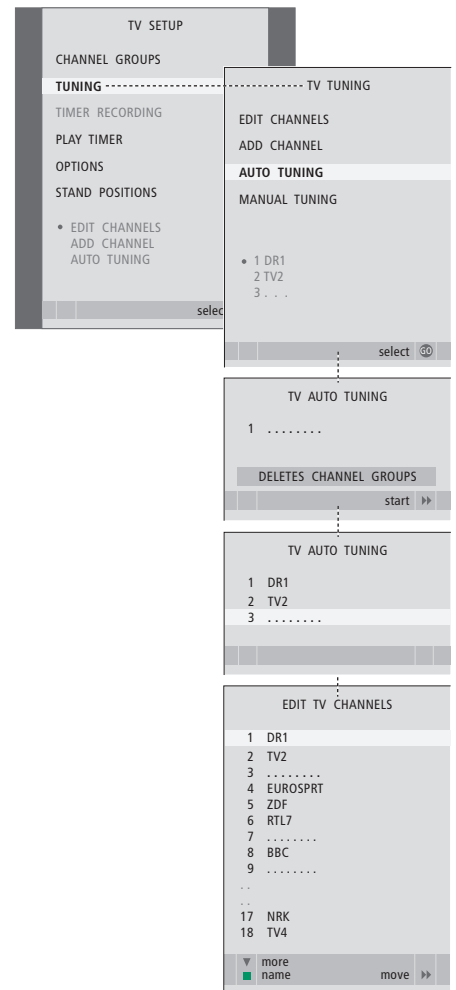 TV SETUP
CHANNEL GROUPS
TUNING
TIMER RECORDING
PLAY TIMER
OPTIONS
STAND POSITIONS
• EDIT CHANNELS
ADD CHANNEL
AUTO TUNING
selec
TV TUNING
EDIT CHANNELS
ADD CHANNEL
AUTO TUNING
MANUAL TUNING
• 1 DR1
2 TV2
3 . . .
select GO
TV AUTO TUNING
1 ........
DELETES CHANNEL GROUPS
start
TV AUTO TUNING
1 DR1
2 TV2
3 ........
EDIT TV CHANNELS
1 DR1
2 TV2
3 ........
4 EUROSPRT
5 ZDF
6 RTL7
7 ........
8 BBC
9 ........
. .
. .
17 NRK
18 TV4
more
name move